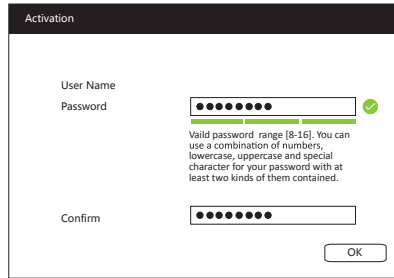 Activation
User Name
Password
●●●●●●●●
Vaild password range [8-16]. You can
use a combination of numbers,
lowercase, uppercase and special
character for your password with at
least two kinds of them contained.
Confirm
●●●●●●●●
OK